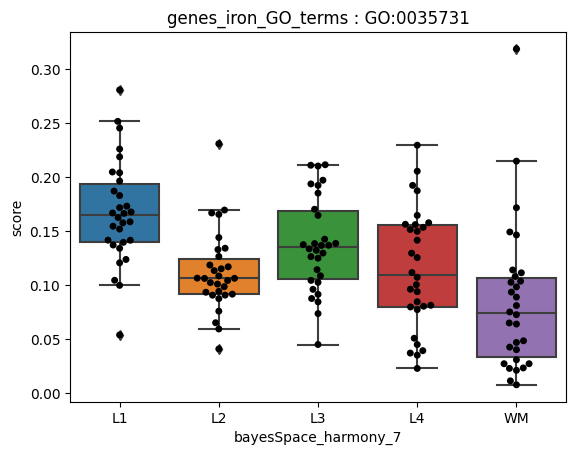 genes_iron_GO_terms : GO:0035731
score
0.30
0.25
0.20
0.15
0.10
0.05
0.00
L1 L2 L3 L4 WM
bayesSpace_harmony_7